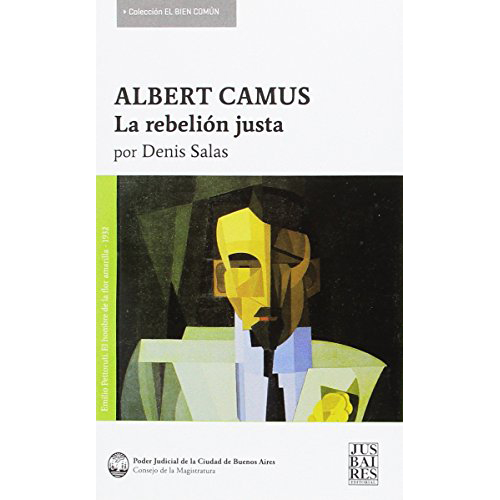 » Colección EL BIEN COMÚN
ALBERT CAMUS
La rebelión justa
por Denis Salas
Emilio Pettoruti. El hombre de la flor amarilla - 1932
Poder Judicial de la Ciudad de Buenos Aires
Consejo de la Magistratura
JUS
BAI
RES
EDITORIAL